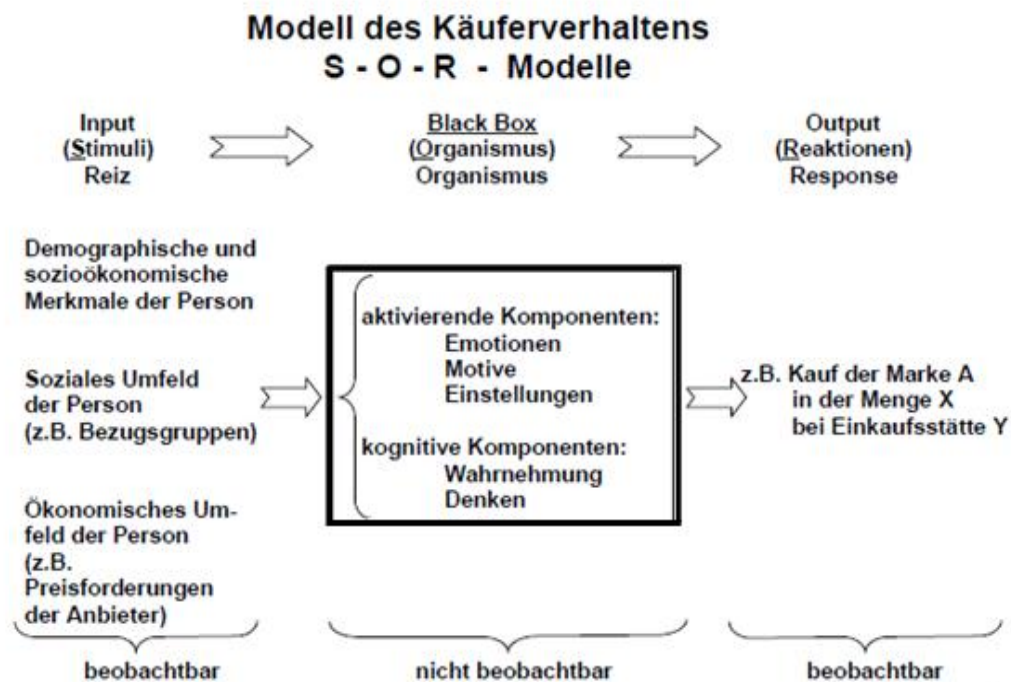 Modell des Käuferverhaltens
S - O - R - Modelle
Input
(Stimuli)
Reiz
Black Box
(Organismus)
Organismus
Output
(Reaktionen)
Response
Demographische und
sozioökonomische
Merkmale der Person
Soziales Umfeld
der Person
(z.B. Bezugsgruppen)
Ökonomisches Um-
feld der Person
(z.B.
Preisforderungen
der Anbieter)
aktivierende Komponenten:
Emotionen
Motive
Einstellungen
kognitive Komponenten:
Wahrnehmung
Denken
z.B. Kauf der Marke A
in der Menge X
bei Einkaufsstätte Y
beobachtbar
nicht beobachtbar
beobachtbar